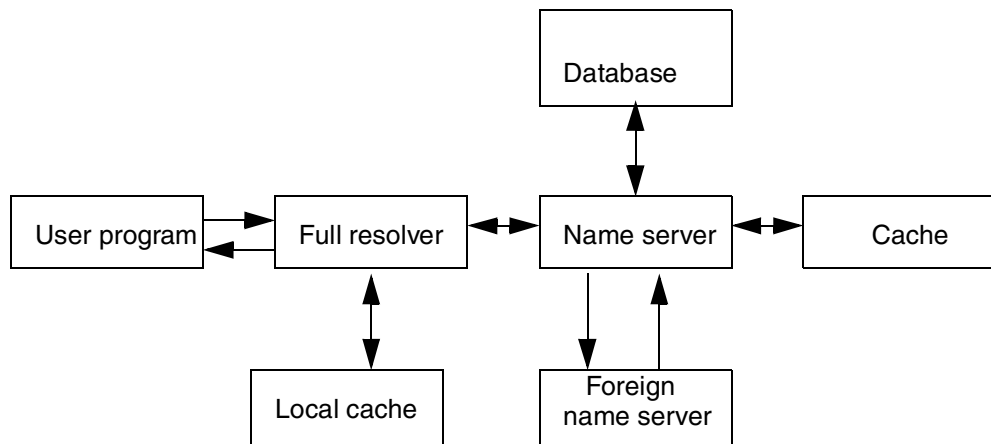 Database
User program
Full resolver
Name server
Cache
Local cache
Foreign
name server